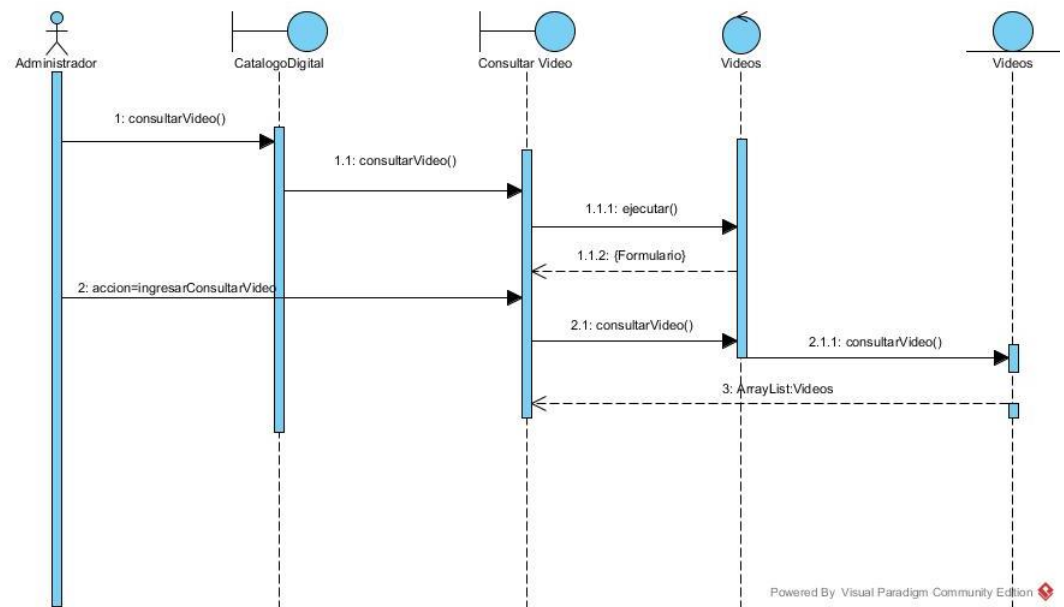 Administrador
CatalogoDigital
Consultar Video
Videos
Videos
1: consultarVideo()
1.1: consultarVideo()
1.1.1: ejecutar()
1.1.2: {Formulario}
2: accion=ingresarConsultarVideo
2.1: consultarVideo()
2.1.1: consultarVideo()
3: ArrayList:Videos
Powered By Visual Paradigm Community Edition